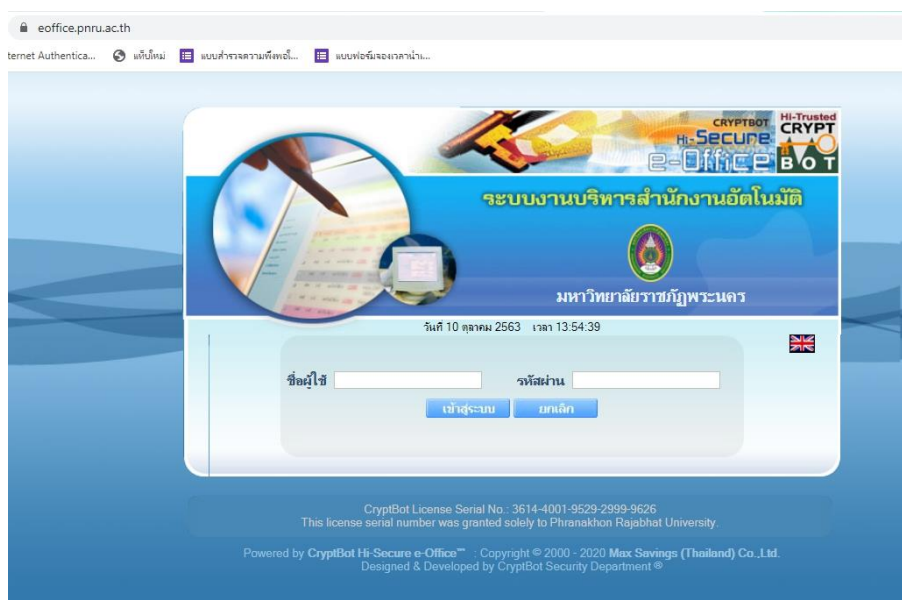 eoffice.pnru.ac.th
ternet Authentica... แท็บใหม่ แบบสำรวจความพึงพอใ... แบบฟอร์มจองเวลานำเ...
CRYPTBOT
Hi-Secure
e-Office
Hi-Trusted
CRYPT
BOT
ระบบงานบริหารสำนักงานอัตโนมัติ
มหาวิทยาลัยราชภัฏพระนคร
วันที่ 10 ตุลาคม 2563 เวลา 13:54:39
ชื่อผู้ใช้ รหัสผ่าน
เข้าสู่ระบบ ยกเลิก
CryptBot License Serial No.: 3614-4001-9529-2999-9626
This license serial number was granted solely to Phranakhon Rajabhat University.
Powered by CryptBot Hi-Secure e-Office™ : Copyright © 2000 - 2020 Max Savings (Thailand) Co.,Ltd.
Designed & Developed by CryptBot Security Department ®